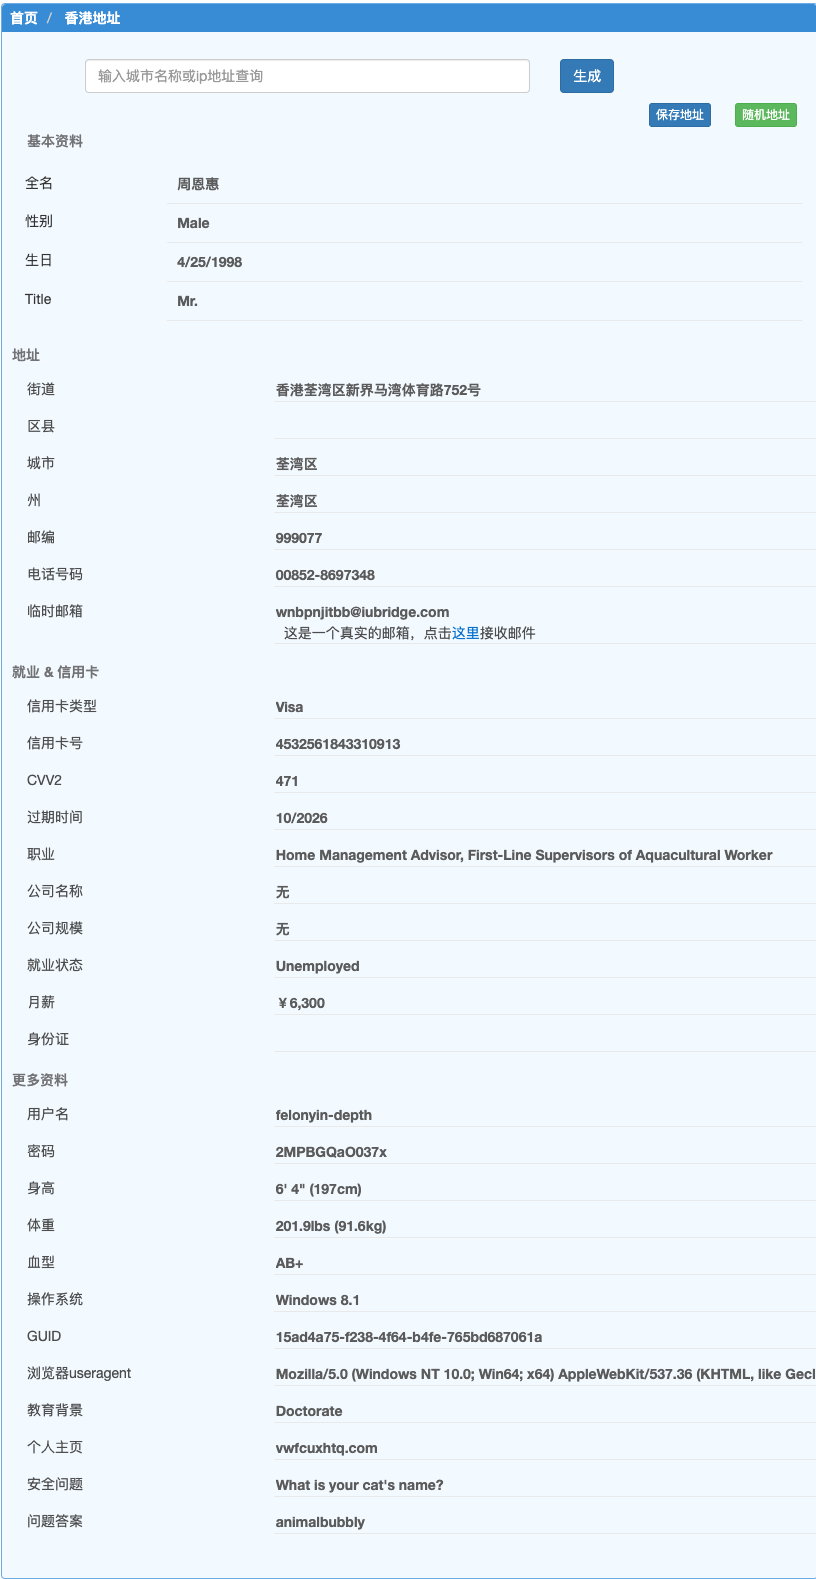 首页 / 香港地址
输入城市名称或ip地址查询 生成
保存地址 随机地址
基本资料
全名 周恩惠
性别 Male
生日 4/25/1998
Title Mr.
地址
街道 香港荃湾区新界马湾体育路752号
区县
城市 荃湾区
州 荃湾区
邮编 999077
电话号码 00852-8697348
临时邮箱 wnbpnjitbb@iubridge.com
这是一个真实的邮箱，点击这里接收邮件
就业 & 信用卡
信用卡类型 Visa
信用卡号 4532561843310913
CVV2 471
过期时间 10/2026
职业 Home Management Advisor, First-Line Supervisors of Aquacultural Worker
公司名称 无
公司规模 无
就业状态 Unemployed
月薪 ￥6,300
身份证
更多资料
用户名 felonyin-depth
密码 2MPBGQaO037x
身高 6' 4" (197cm)
体重 201.9lbs (91.6kg)
血型 AB+
操作系统 Windows 8.1
GUID 15ad4a75-f238-4f64-b4fe-765bd687061a
浏览器useragent Mozilla/5.0 (Windows NT 10.0; Win64; x64) AppleWebKit/537.36 (KHTML, like
教育背景 Doctorate
个人主页 vwfcuxhtq.com
安全问题 What is your cat's name?
问题答案 animalbubbly